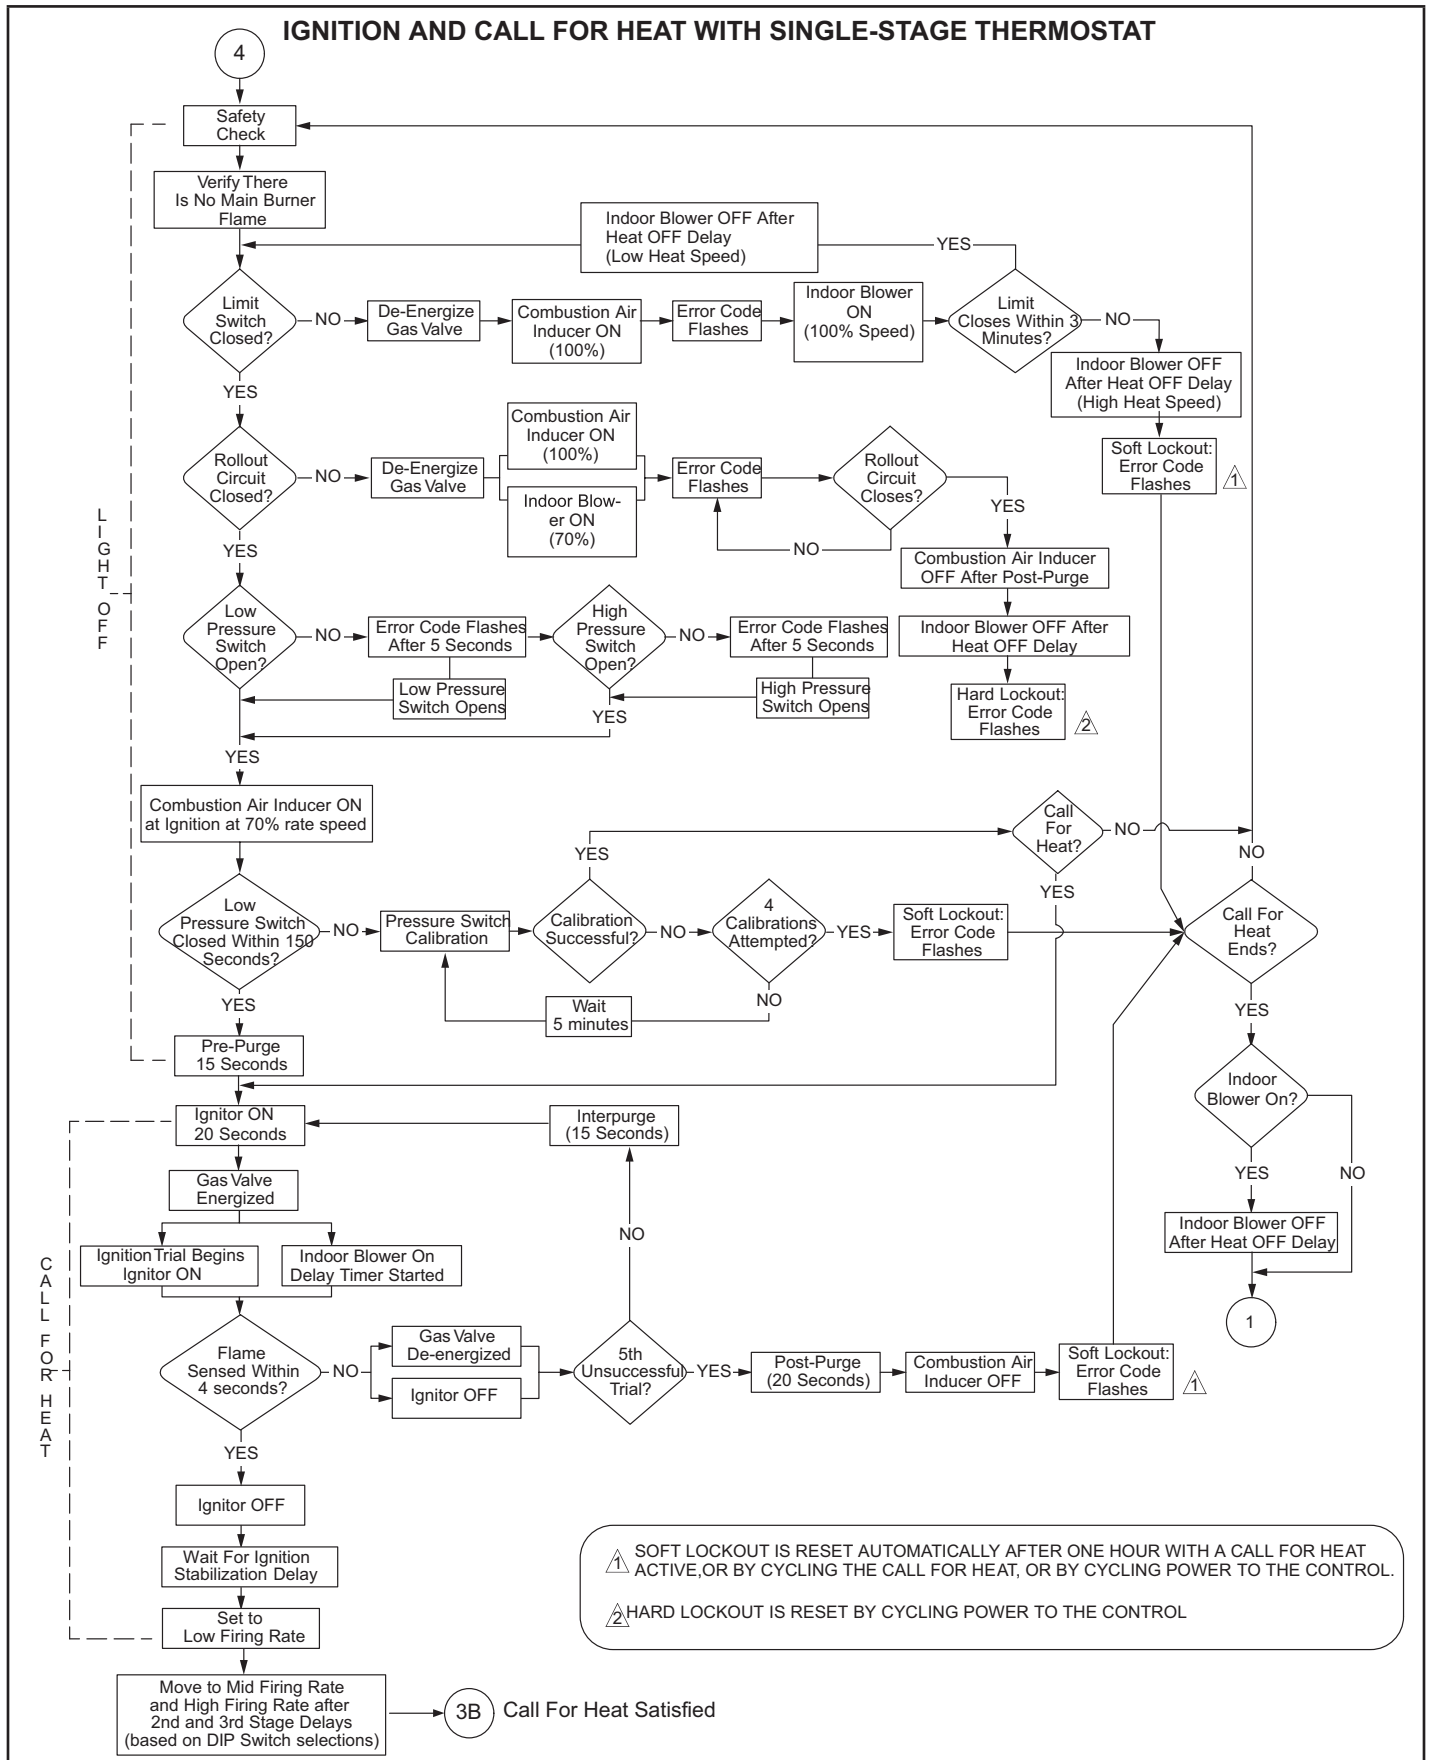 IGNITION AND CALL FOR HEAT WITH SINGLE-STAGE THERMOSTAT
4
Safety
Check
Verify There
Is No Main Burner
Flame
Indoor Blower OFF After
Heat OFF Delay
(Low Heat Speed)
YES
Limit
Switch
Closed?
NO
De-Energize
Gas Valve
Combustion Air
Inducer ON
(100%)
Error Code
Flashes
Indoor Blower
ON
(100% Speed)
Limit
Closes Within 3
Minutes?
NO
Indoor Blower OFF
After Heat OFF Delay
(High Heat Speed)
Soft Lockout:
Error Code
Flashes
1
YES
Rollout
Circuit
Closed?
NO
De-Energize
Gas Valve
Combustion Air
Inducer ON
(100%)
Indoor Blow-
er ON
(70%)
Error Code
Flashes
Rollout
Circuit
Closes?
NO
YES
Combustion Air Inducer
OFF After Post-Purge
Indoor Blower OFF After
Heat OFF Delay
Hard Lockout:
Error Code
Flashes
2
LIGHT OFF
YES
Low
Pressure
Switch
Open?
NO
Error Code Flashes
After 5 Seconds
Low Pressure
Switch Opens
High
Pressure
Switch
Open?
NO
Error Code Flashes
After 5 Seconds
High Pressure
Switch Opens
YES
YES
Combustion Air Inducer ON
at Ignition at 70% rate speed
Low
Pressure Switch
Closed Within 150
Seconds?
NO
Pressure Switch
Calibration
Calibration
Successful?
YES
Call
For
Heat?
NO
YES
NO
4
Calibrations
Attempted?
YES
Soft Lockout:
Error Code
Flashes
NO
Wait
5 minutes
NO
Call For
Heat
Ends?
YES
Indoor
Blower On?
YES
NO
Indoor Blower OFF
After Heat OFF Delay
1
YES
Pre-Purge
15 Seconds
Ignitor ON
20 Seconds
Interpurge
(15 Seconds)
Gas Valve
Energized
Ignition Trial Begins
Ignitor ON
Indoor Blower On
Delay Timer Started
CALL FOR HEAT
Flame
Sensed Within
4 seconds?
NO
Gas Valve
De-energized
Ignitor OFF
5th
Unsuccessful
Trial?
NO
YES
Post-Purge
(20 Seconds)
Combustion Air
Inducer OFF
Soft Lockout:
Error Code
Flashes
1
YES
Ignitor OFF
Wait For Ignition
Stabilization Delay
Set to
Low Firing Rate
Move to Mid Firing Rate
and High Firing Rate after
2nd and 3rd Stage Delays
(based on DIP Switch selections)
3B
Call For Heat Satisfied
1 SOFT LOCKOUT IS RESET AUTOMATICALLY AFTER ONE HOUR WITH A CALL FOR HEAT
ACTIVE,OR BY CYCLING THE CALL FOR HEAT, OR BY CYCLING POWER TO THE CONTROL.
2 HARD LOCKOUT IS RESET BY CYCLING POWER TO THE CONTROL